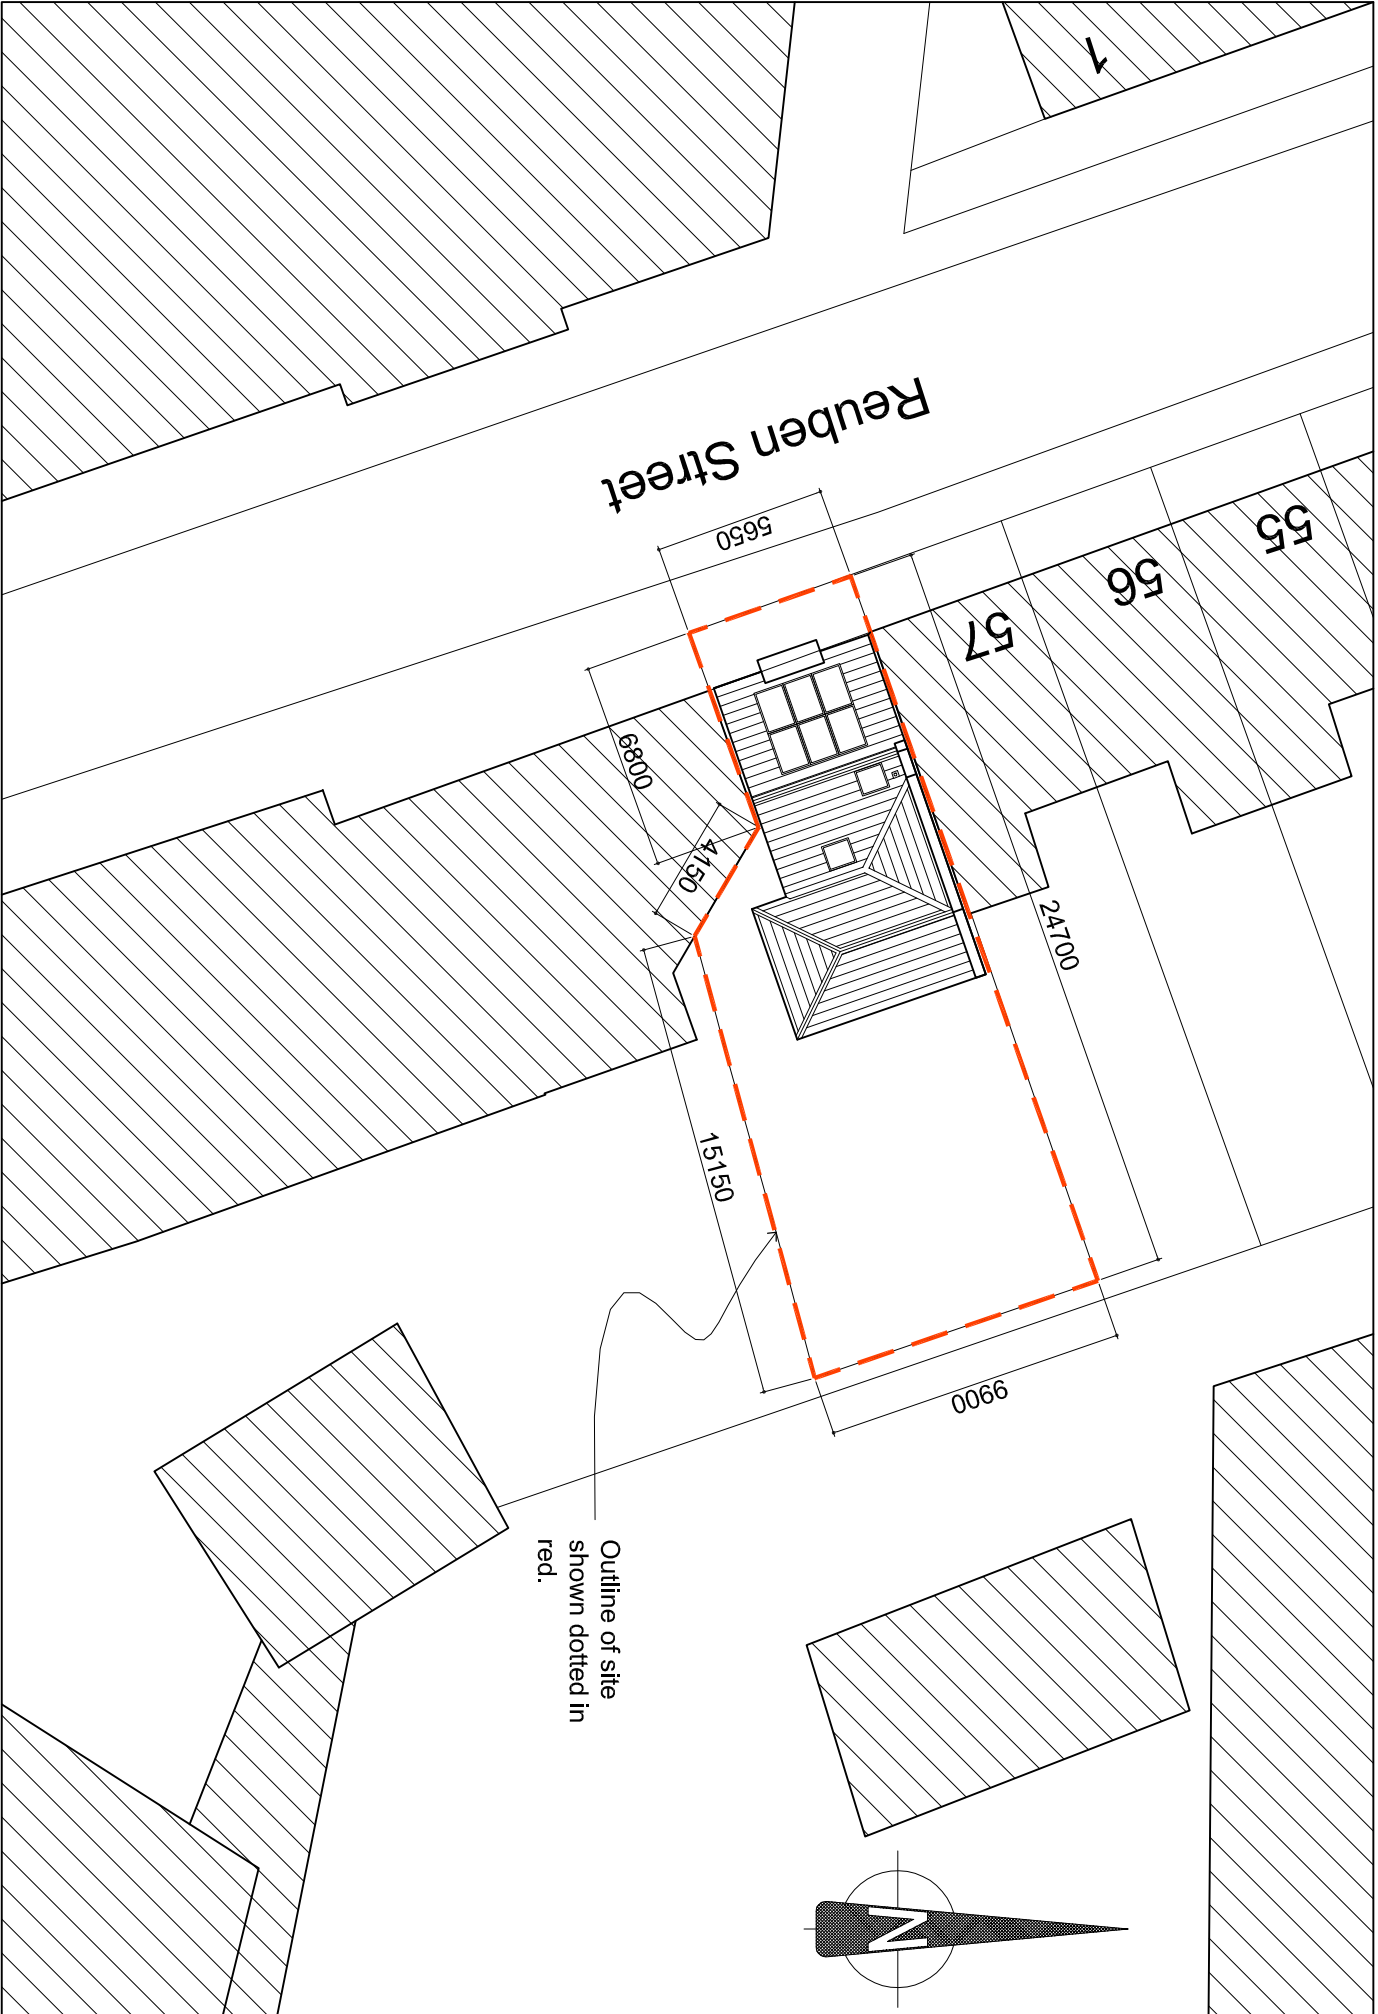 1
Reuben Street
55
56
57
5650
6800
4150
24700
15150
9900
Outline of site
shown dotted in
red.
N